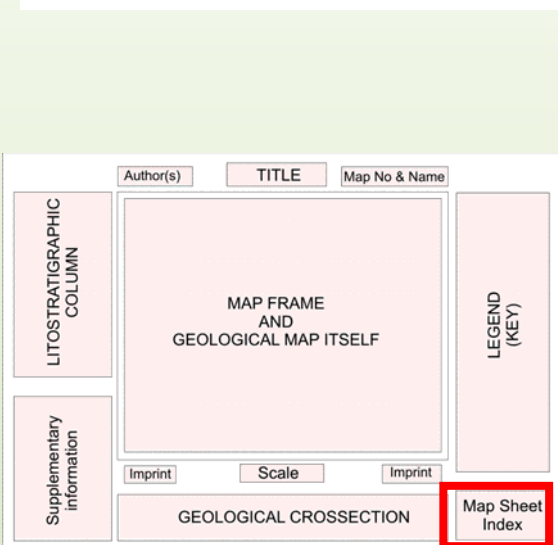 Author(s)
TITLE
Map No & Name
LITOSTRATIGRAPHIC
COLUMN
MAP FRAME
AND
GEOLOGICAL MAP ITSELF
LEGEND
(KEY)
Supplementary
information
Imprint
Scale
Imprint
GEOLOGICAL CROSSECTION
Map Sheet
Index